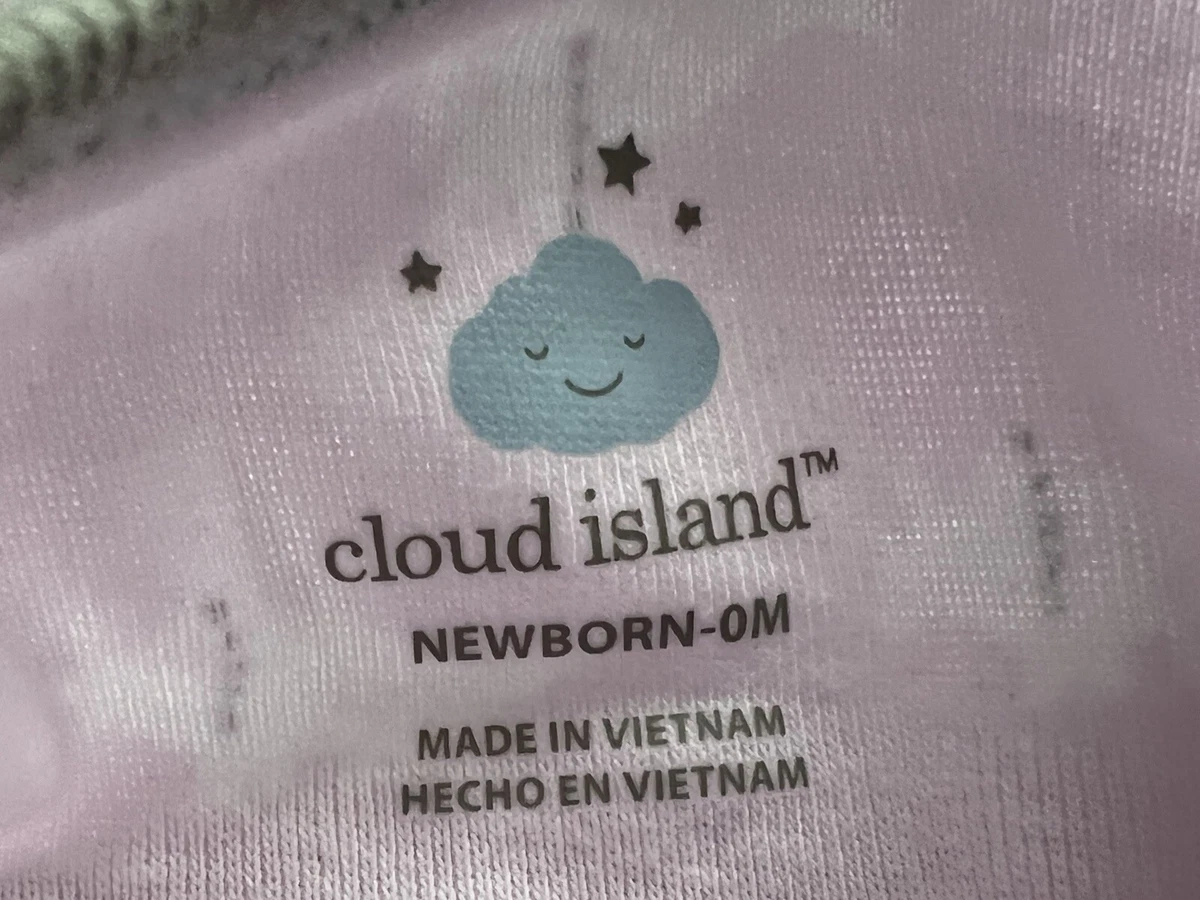 cloud island™
NEWBORN-0M
MADE IN VIETNAM
HECHO EN VIETNAM